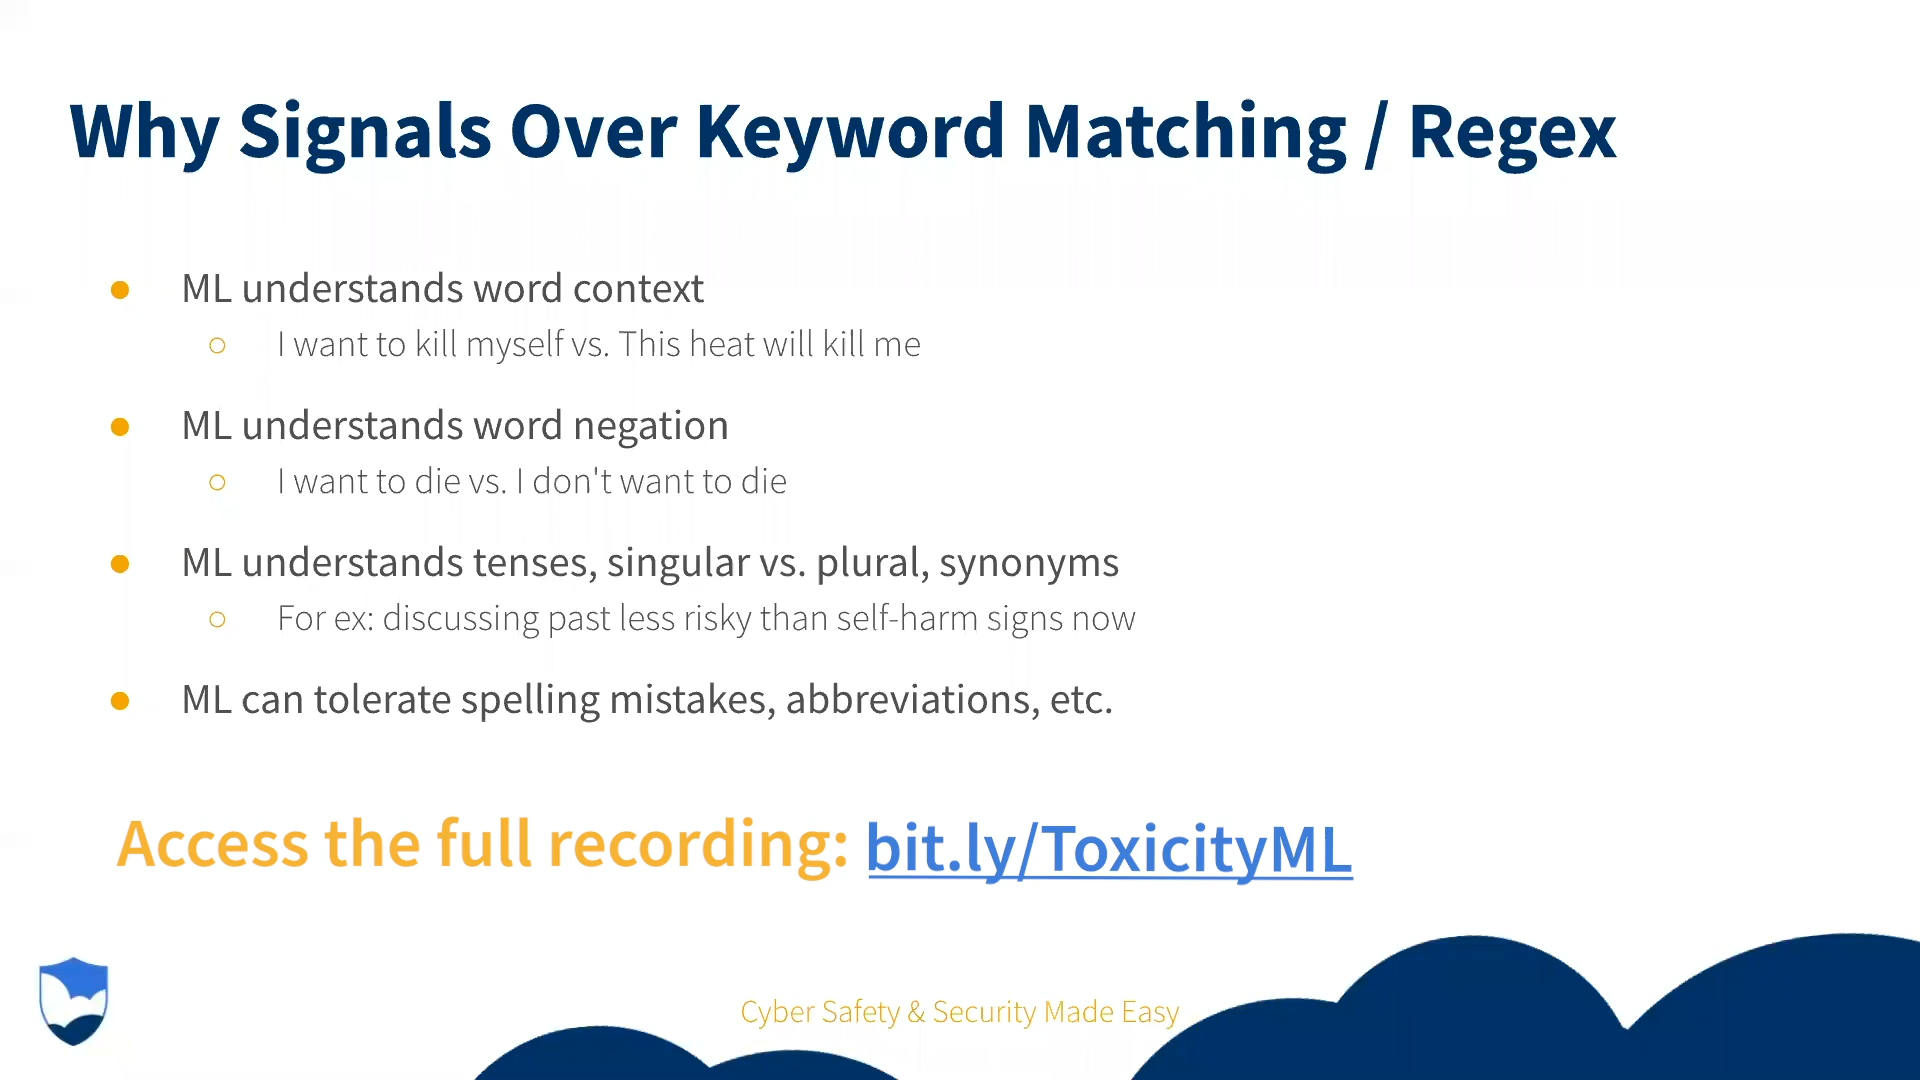 Why Signals Over Keyword Matching / Regex
● ML understands word context
○ I want to kill myself vs. This heat will kill me
● ML understands word negation
○ I want to die vs. I don't want to die
● ML understands tenses, singular vs. plural, synonyms
○ For ex: discussing past less risky than self-harm signs now
● ML can tolerate spelling mistakes, abbreviations, etc.
Access the full recording: bit.ly/ToxicityML
Cyber Safety & Security Made Easy